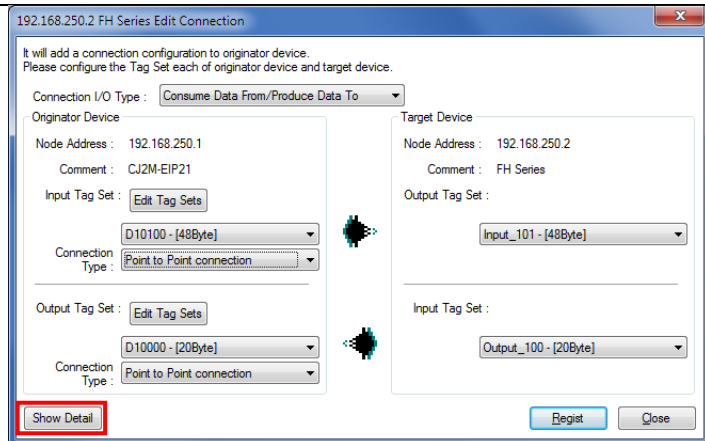 192.168.250.2 FH Series Edit Connection
x
It will add a connection configuration to originator device.
Please configure the Tag Set each of originator device and target device.
Connection I/O Type : Consume Data From/Produce Data To
Originator Device
Node Address : 192.168.250.1
Comment : CJ2M-EIP21
Input Tag Set : Edit Tag Sets
D10100 - [48Byte]
Connection Type : Point to Point connection
Output Tag Set : Edit Tag Sets
D10000 - [20Byte]
Connection Type : Point to Point connection
Target Device
Node Address : 192.168.250.2
Comment : FH Series
Output Tag Set :
Input_101 - [48Byte]
Input Tag Set :
Output_100 - [20Byte]
Show Detail
Regist
Close